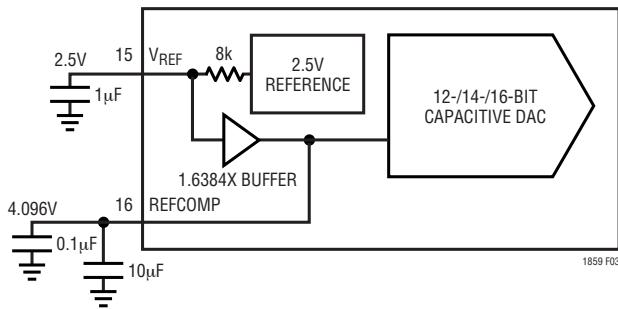 2.5V
15
VREF
8k
2.5V
REFERENCE
12-/14-/16-BIT
CAPACITIVE DAC
1µF
1.6384X BUFFER
4.096V
16
REFCOMP
0.1µF
10µF
1859 F03